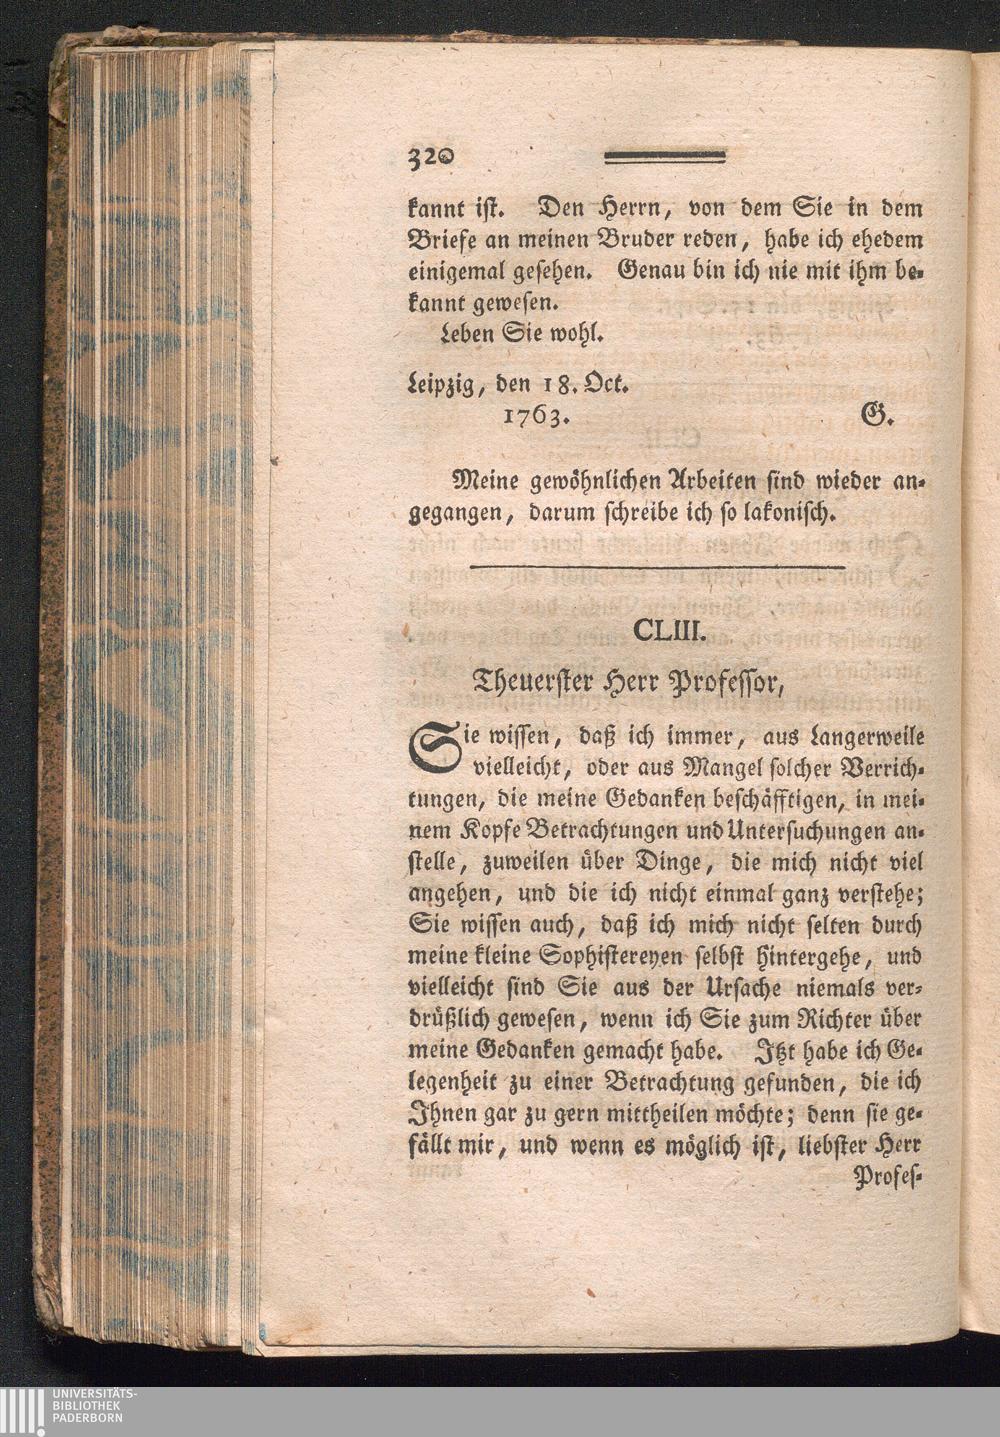 320
kannt ist. Den Herrn, von dem Sie in dem
Briefe an meinen Bruder reden, habe ich ehedem
einigemal gesehen. Genau bin ich nie mit ihm be-
kannt gewesen.
Leben Sie wohl.
Leipzig, den 18. Oct.
1763. G.
Meine gewöhnlichen Arbeiten sind wieder an-
gegangen, darum schreibe ich so lakonisch.
CLIII.
Theuerster Herr Professor,
Sie wissen, daß ich immer, aus Langerweile
vielleicht, oder aus Mangel solcher Verrich-
tungen, die meine Gedanken beschäfftigen, in mei-
nem Kopfe Betrachtungen und Untersuchungen an-
stelle, zuweilen über Dinge, die mich nicht viel
angehen, und die ich nicht einmal ganz verstehe;
Sie wissen auch, daß ich mich nicht selten durch
meine kleine Sophistereyen selbst hintergehe, und
vielleicht sind Sie aus der Ursache niemals ver-
drüßlich gewesen, wenn ich Sie zum Richter über
meine Gedanken gemacht habe. Itzt habe ich Ge-
legenheit zu einer Betrachtung gefunden, die ich
Ihnen gar zu gern mittheilen möchte; denn sie ge-
fällt mir, und wenn es möglich ist, liebster Herr
Profes-
UNIVERSITÄTS-
BIBLIOTHEK
PADERBORN